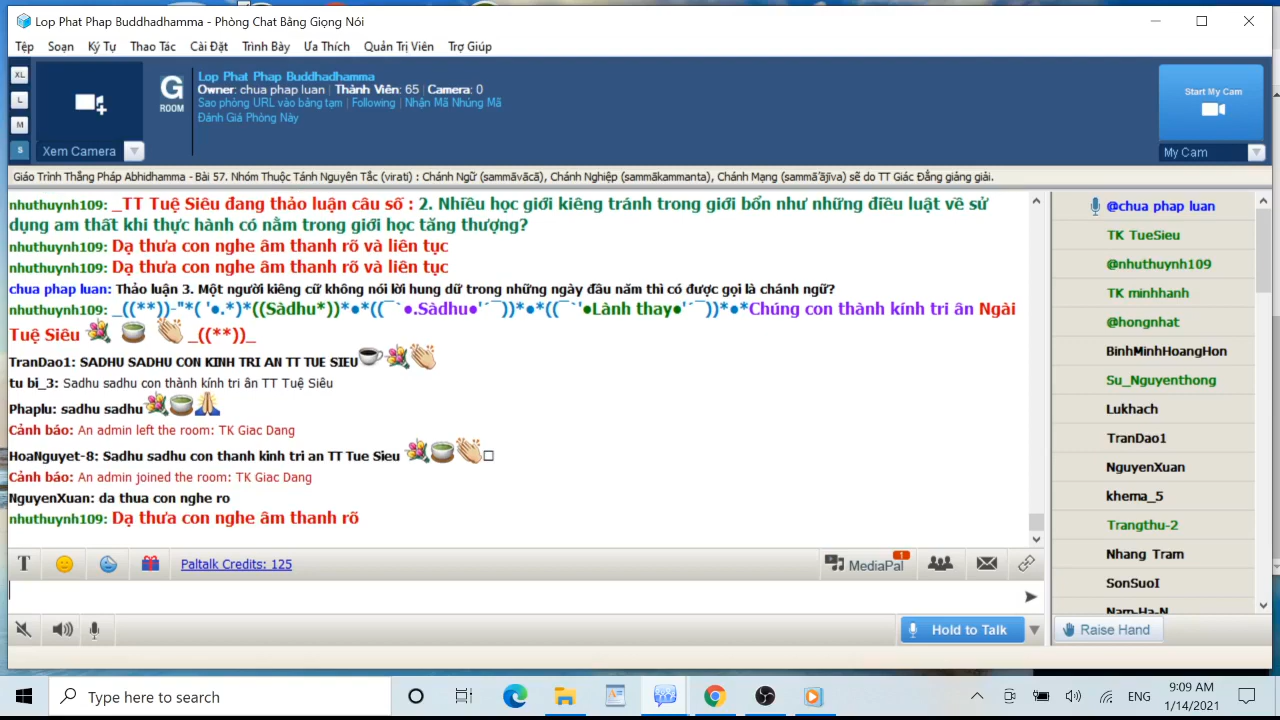 Lop Phat Phap Buddhadhamma - Phòng Chat Bằng Giọng Nói
Tệp Soạn Ký Tự Thao Tác Cài Đặt Trình Bày Ưa Thích Quản Trị Viên Trợ Giúp
XL
L
M
S
Xem Camera
G
ROOM
Lop Phat Phap Buddhadhamma
Owner: chua phap luan | Thành Viên: 65 | Camera: 0
Sao phòng URL vào bảng tạm | Following | Nhận Mã Nhúng Mã
Đánh Giá Phòng Này
Start My Cam
My Cam
Giáo Trình Thắng Pháp Abhidhamma - Bài 57. Nhóm Thuộc Tánh Nguyên Tắc (virati) : Chánh Ngữ (sammāvācā), Chánh Nghiệp (sammākammanta), Chánh Mạng (sammā'ājīva) sẽ do TT Giác Đẳng giảng giải.
nhuthuynh109: _TT Tuệ Siêu đang thảo luận câu số : 2. Nhiều học giới kiêng tránh trong giới bổn như những điều luật về sử
dụng am thất khi thực hành có nằm trong giới học tăng thượng?
nhuthuynh109: Dạ thưa con nghe âm thanh rõ và liên tục
nhuthuynh109: Dạ thưa con nghe âm thanh rõ và liên tục
chua phap luan: Thảo luận 3. Một người kiêng cữ không nói lời hung dữ trong những ngày đầu năm thì có được gọi là chánh ngữ?
nhuthuynh109: _((**))-"*( '●.*)*((Sàdhu*))*●*((¯`●.Sàdhu●'´¯))*●*((¯`'●Lành thay●'´¯))*●*Chúng con thành kính tri ân Ngài
Tuệ Siêu _((**))_
TranDao1: SADHU SADHU CON KINH TRI AN TT TUE SIEU
tu bi_3: Sadhu sadhu con thành kính tri ân TT Tuệ Siêu
Phaplu: sadhu sadhu
Cảnh báo: An admin left the room: TK Giac Dang
HoaNguyet-8: Sadhu sadhu con thanh kinh tri an TT Tue Sieu
Cảnh báo: An admin joined the room: TK Giac Dang
NguyenXuan: da thua con nghe ro
nhuthuynh109: Dạ thưa con nghe âm thanh rõ
@chua phap luan
TK TueSieu
@nhuthuynh109
TK minhhanh
@hongnhat
BinhMinhHoangHon
Su_Nguyenthong
Lukhach
TranDao1
NguyenXuan
khema_5
Trangthu-2
Nhang Tram
SonSuoI
Nam-Ha-N
T Paltalk Credits: 125 MediaPal 1
Hold to Talk
Raise Hand
Type here to search
ENG
9:09 AM
1/14/2021